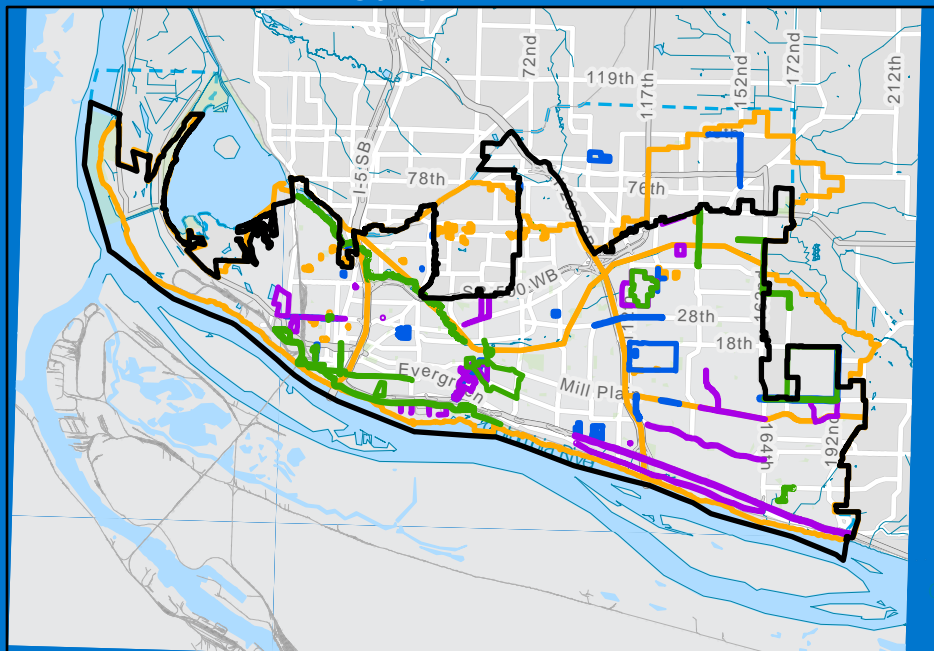 72nd
119th
117th
152nd
172nd
212th
I-5 SB
78th
76th
SR-500 WB
28th
18th
Evergreen
Mill Pla
164th
192nd